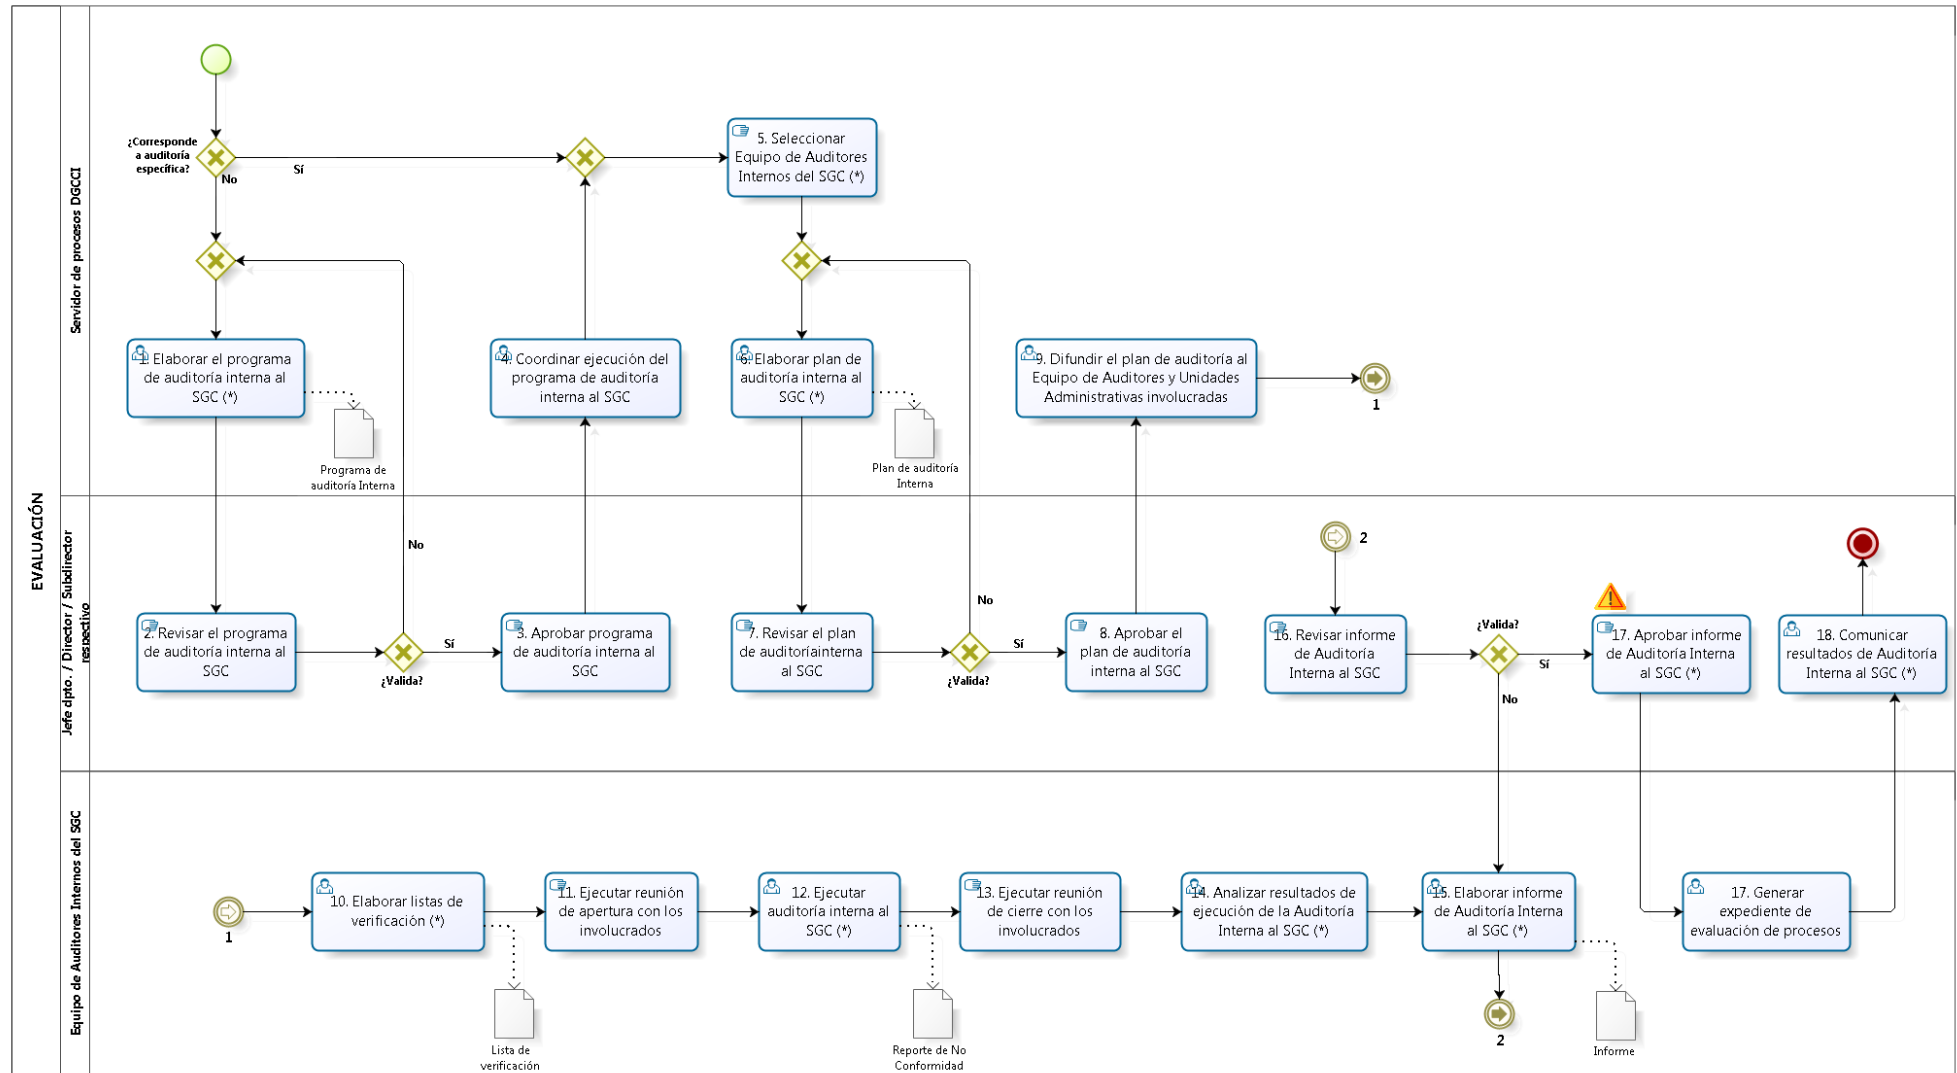 EVALUACIÓN
Servidor de procesos DGCCI
¿Corresponde
a auditoría
específica?
No
Sí
5. Seleccionar
Equipo de Auditores
Internos del SGC (*)
1. Elaborar el programa
de auditoría interna al
SGC (*)
Programa de
auditoría Interna
4. Coordinar ejecución del
programa de auditoría
interna al SGC
6. Elaborar plan de
auditoría interna al
SGC (*)
Plan de auditoría
Interna
9. Difundir el plan de auditoría al
Equipo de Auditores y Unidades
Administrativas involucradas
1
Jefe dpto. / Director / Subdirector
respectivo
2. Revisar el programa
de auditoría interna al
SGC
No
¿Valida?
Sí
3. Aprobar programa
de auditoría interna al
SGC
7. Revisar el plan
de auditoríainterna
al SGC
No
¿Valida?
Sí
8. Aprobar el
plan de auditoría
interna al SGC
2
16. Revisar informe
de Auditoría
Interna al SGC
¿Valida?
Sí
No
17. Aprobar informe
de Auditoría Interna
al SGC (*)
18. Comunicar
resultados de Auditoría
Interna al SGC (*)
Equipo de Auditores Internos del SGC
1
10. Elaborar listas de
verificación (*)
Lista de
verificación
11. Ejecutar reunión
de apertura con los
involucrados
12. Ejecutar
auditoría interna al
SGC (*)
Reporte de No
Conformidad
13. Ejecutar reunión
de cierre con los
involucrados
14. Analizar resultados de
ejecución de la Auditoría
Interna al SGC (*)
15. Elaborar informe
de Auditoría Interna
al SGC (*)
2
Informe
17. Generar
expediente de
evaluación de procesos